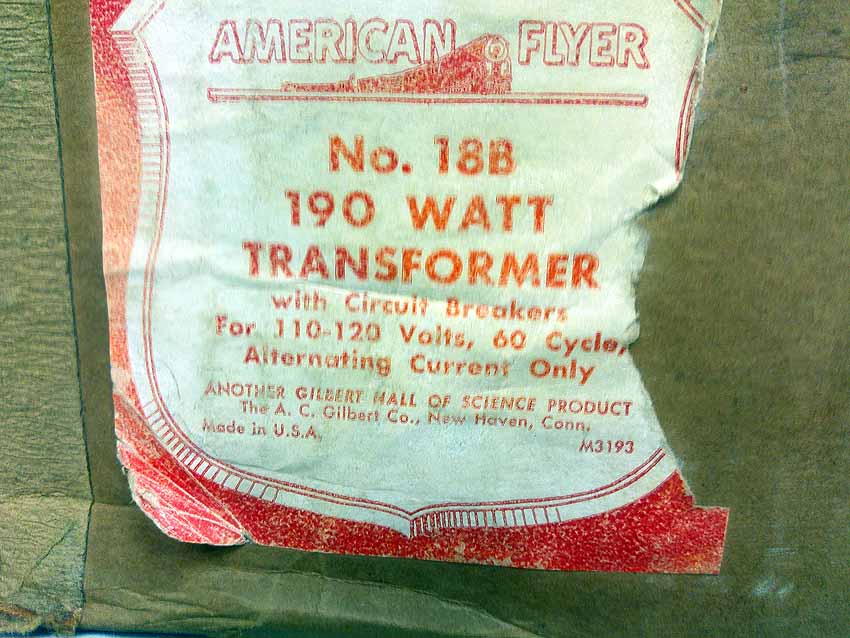 AMERICAN FLYER
No. 18B
190 WATT
TRANSFORMER
with Circuit Breakers
For 110-120 Volts, 60 Cycle,
Alternating Current Only
ANOTHER GILBERT HALL OF SCIENCE PRODUCT
The A. C. Gilbert Co., New Haven, Conn.
Made in U.S.A.
M3193